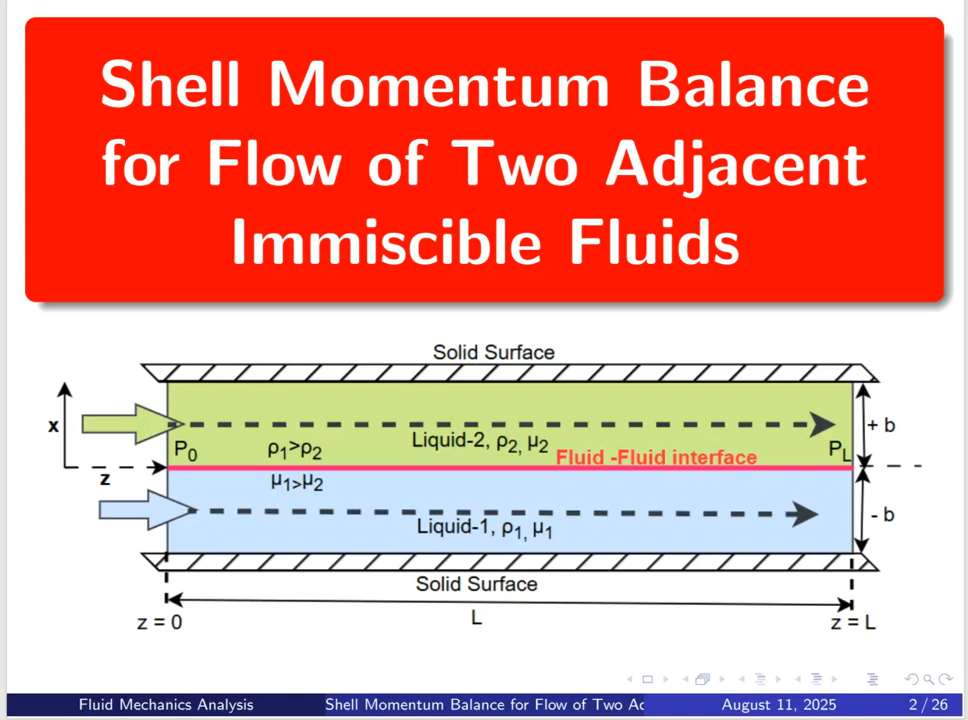 Shell Momentum Balance
for Flow of Two Adjacent
Immiscible Fluids
Solid Surface
x
P₀
ρ₁>ρ₂
Liquid-2, ρ₂, μ₂
Fluid -Fluid interface
P_L
+ b
z
μ₁>μ₂
Liquid-1, ρ₁, μ₁
- b
Solid Surface
z = 0
L
z = L
Fluid Mechanics Analysis
Shell Momentum Balance for Flow of Two Ac
August 11, 2025
2 / 26